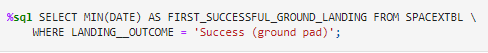 %sql SELECT MIN(DATE) AS FIRST_SUCCESSFUL_GROUND_LANDING FROM SPACEXTBL \
WHERE LANDING__OUTCOME = 'Success (ground pad)';